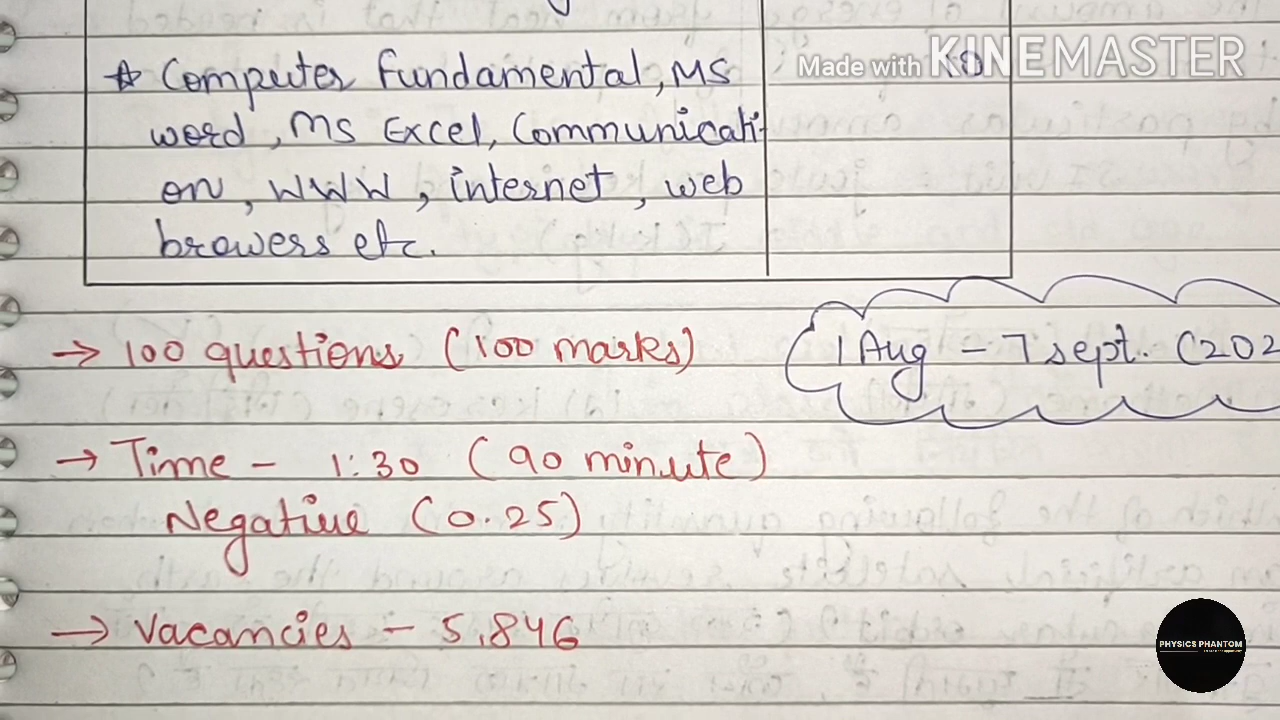 Made with KINEMASTER
☆ Computer Fundamental, MS
word, MS Excel, Communicati-
on, WWW, internet, web
browers etc.
→ 100 questions (100 marks)
1 Aug - 7 sept. (202
→ Time - 1:30 (90 minute)
Negative (0.25)
→ Vacancies - 5,846
PHYSICS PHANTOM